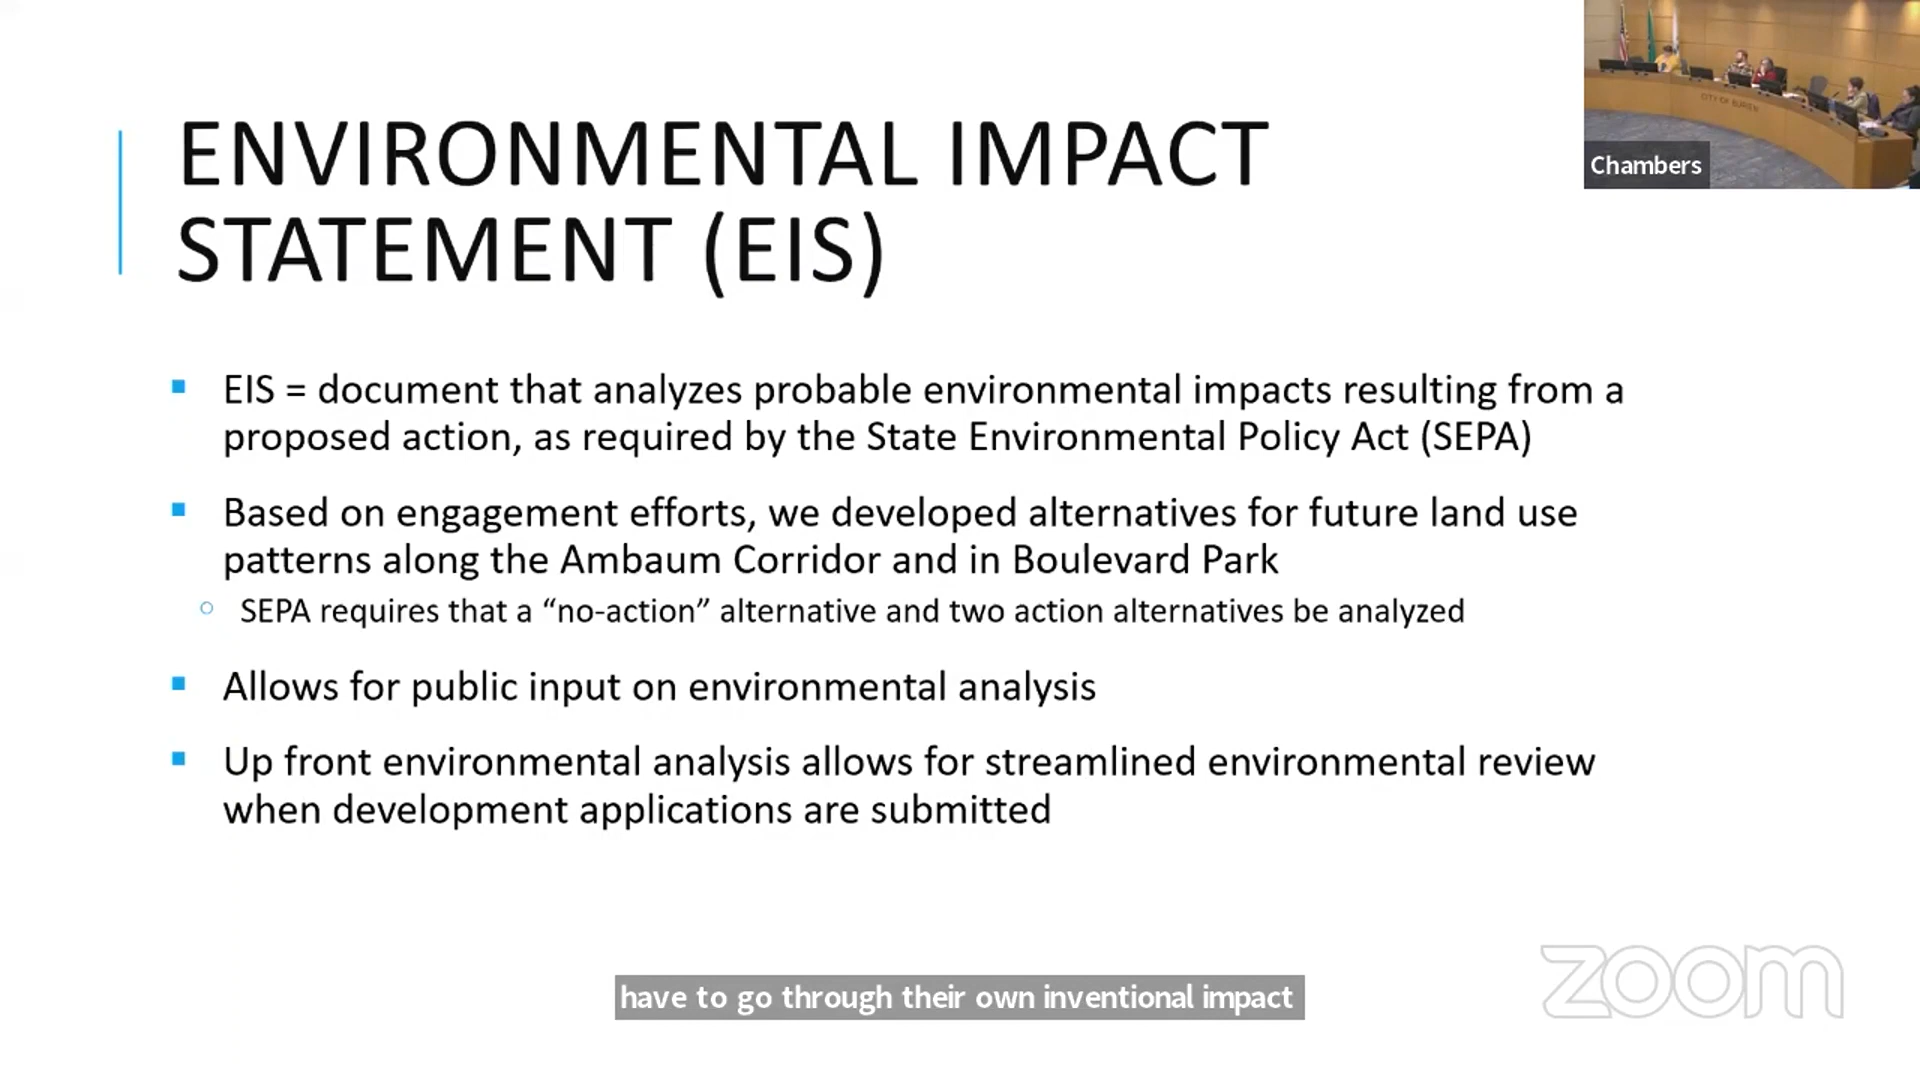 ENVIRONMENTAL IMPACT
STATEMENT (EIS)
EIS = document that analyzes probable environmental impacts resulting from a
proposed action, as required by the State Environmental Policy Act (SEPA)
Based on engagement efforts, we developed alternatives for future land use
patterns along the Ambaum Corridor and in Boulevard Park
SEPA requires that a “no-action” alternative and two action alternatives be analyzed
Allows for public input on environmental analysis
Up front environmental analysis allows for streamlined environmental review
when development applications are submitted
CITY OF BURIEN
Chambers
have to go through their own inventional impact
zoom